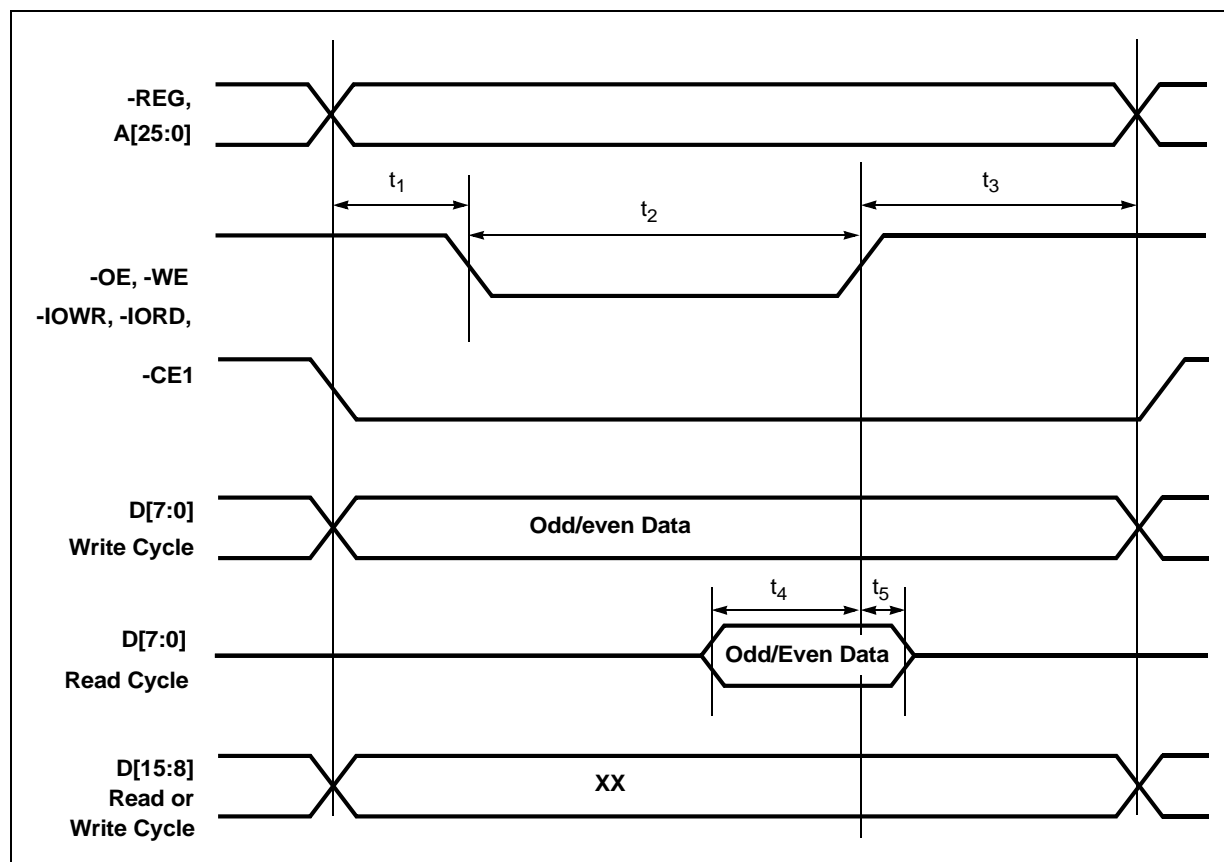 -REG,
A[25:0]
t1
t2
t3
-OE, -WE
-IOWR, -IORD,
-CE1
D[7:0]
Write Cycle
Odd/even Data
t4
t5
D[7:0]
Read Cycle
Odd/Even Data
D[15:8]
Read or
Write Cycle
XX